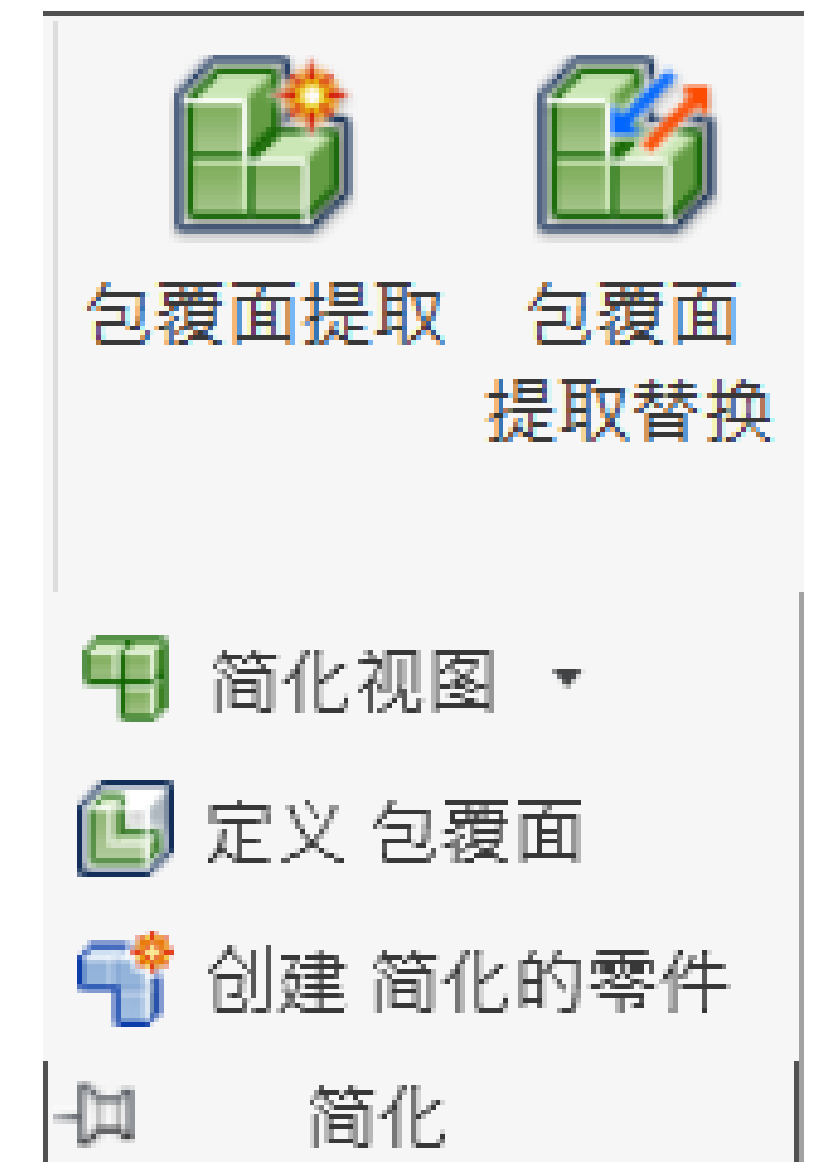 包覆面提取
包覆面
提取替换
简化视图
定义 包覆面
创建 简化的零件
简化